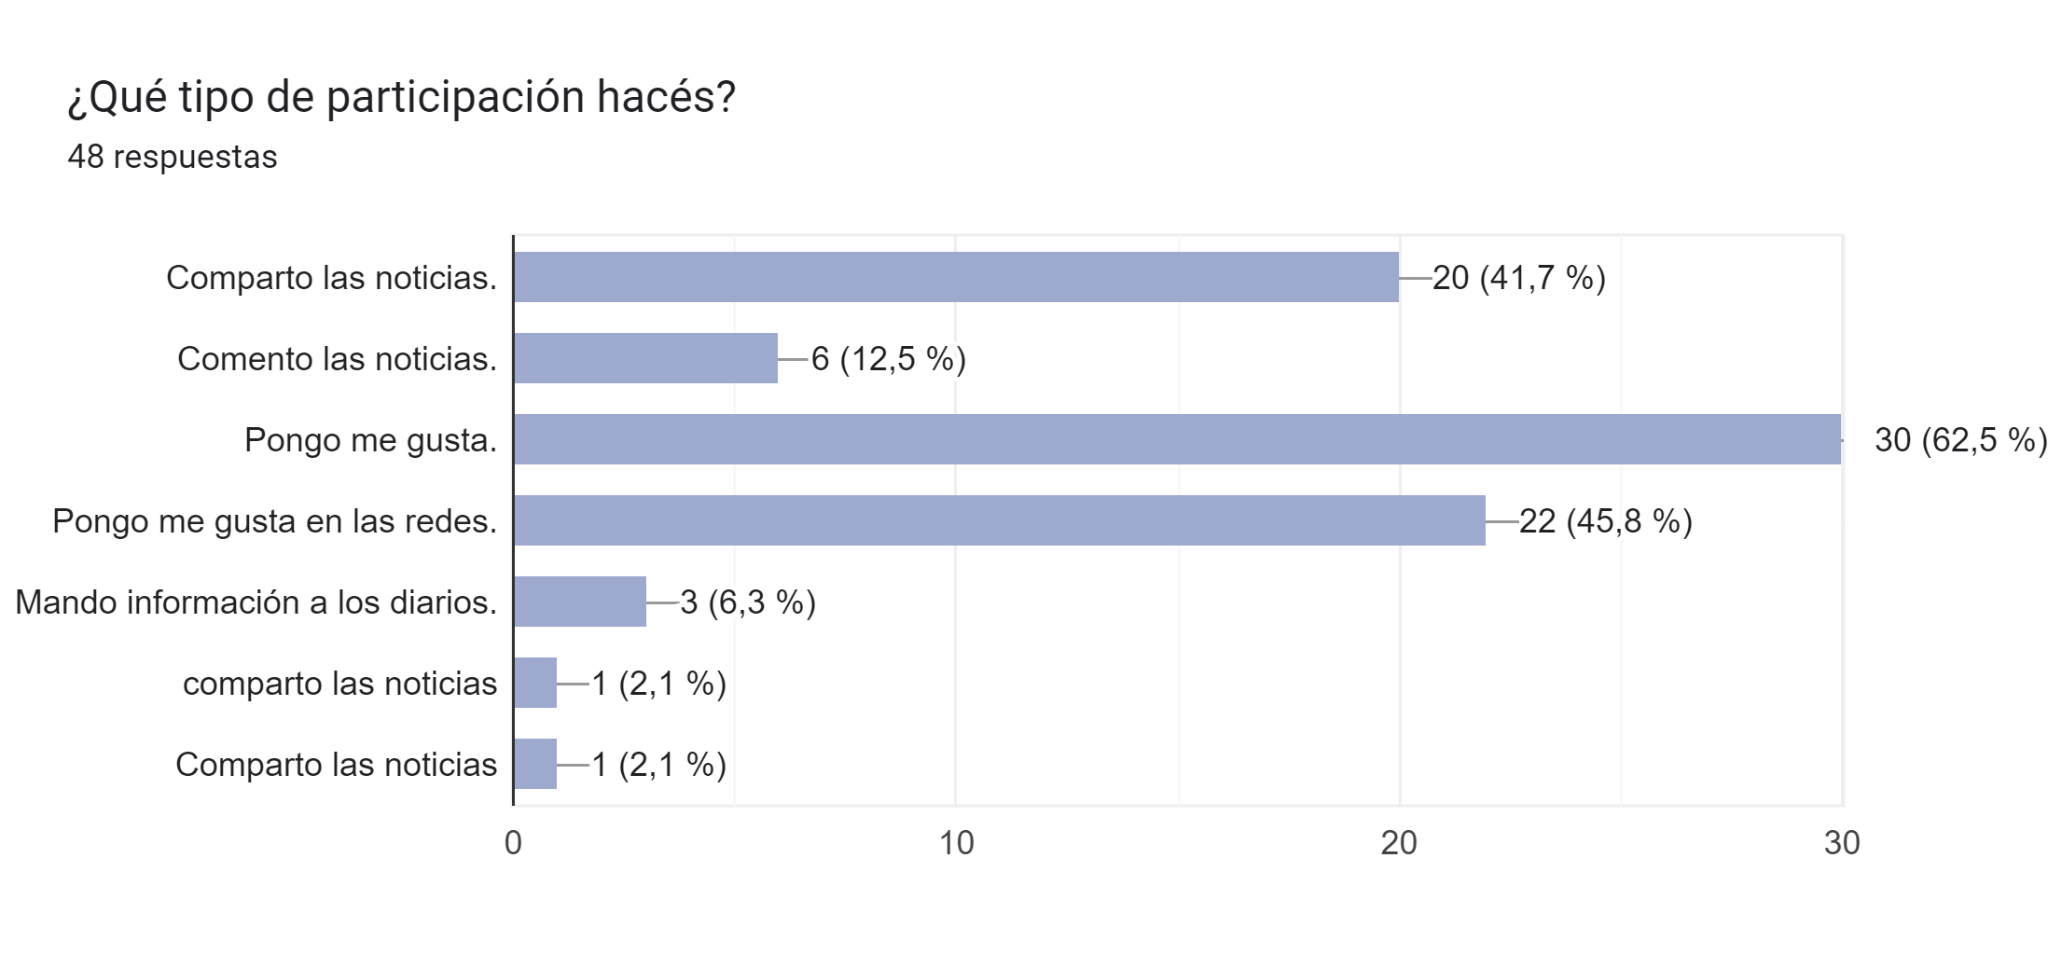 ¿Qué tipo de participación hacés?
48 respuestas
Comparto las noticias. 20 (41,7 %)
Comento las noticias. 6 (12,5 %)
Pongo me gusta. 30 (62,5 %)
Pongo me gusta en las redes. 22 (45,8 %)
Mando información a los diarios. 3 (6,3 %)
comparto las noticias 1 (2,1 %)
Comparto las noticias 1 (2,1 %)
0 10 20 30